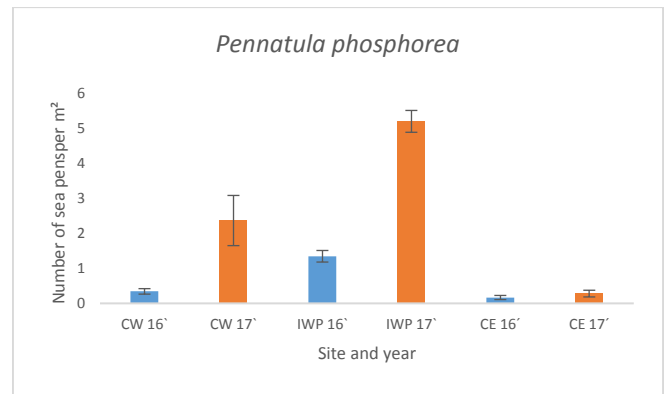 Pennatula phosphorea
Number of sea pensper m²
6
5
4
3
2
1
0
CW 16` CW 17` IWP 16` IWP 17` CE 16´ CE 17´
Site and year